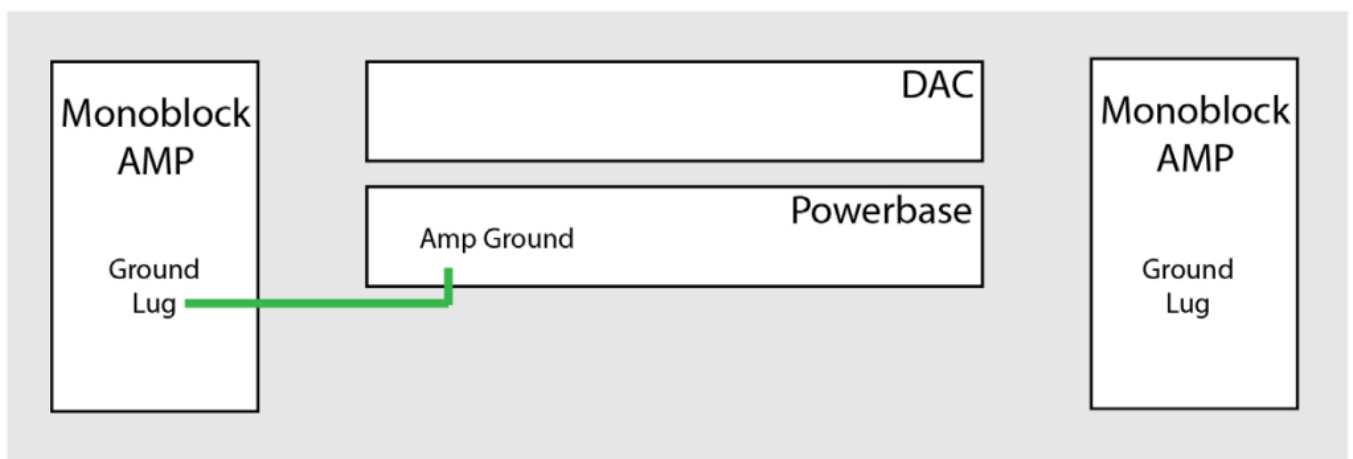 Monoblock
AMP
Ground
Lug
DAC
Powerbase
Amp Ground
Monoblock
AMP
Ground
Lug